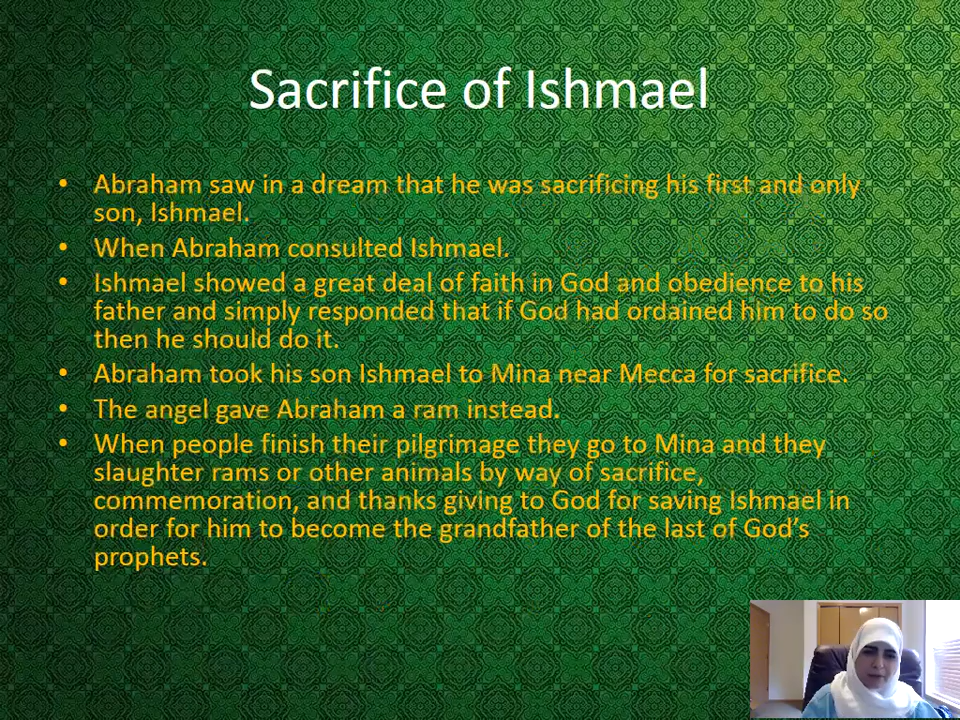 Sacrifice of Ishmael
• Abraham saw in a dream that he was sacrificing his first and only
son, Ishmael.
• When Abraham consulted Ishmael.
• Ishmael showed a great deal of faith in God and obedience to his
father and simply responded that if God had ordained him to do so
then he should do it.
• Abraham took his son Ishmael to Mina near Mecca for sacrifice.
• The angel gave Abraham a ram instead.
• When people finish their pilgrimage they go to Mina and they
slaughter rams or other animals by way of sacrifice,
commemoration, and thanks giving to God for saving Ishmael in
order for him to become the grandfather of the last of God's
prophets.